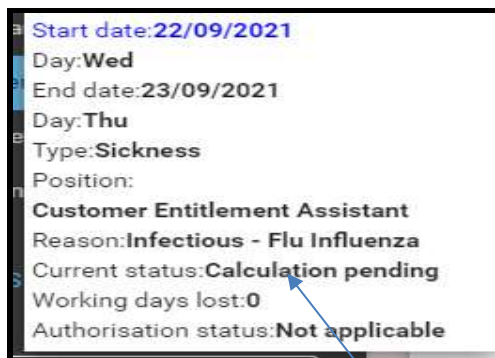 Start date:22/09/2021
Day:Wed
End date:23/09/2021
Day:Thu
Type:Sickness
Position:
Customer Entitlement Assistant
Reason:Infectious - Flu Influenza
Current status:Calculation pending
Working days lost:0
Authorisation status:Not applicable